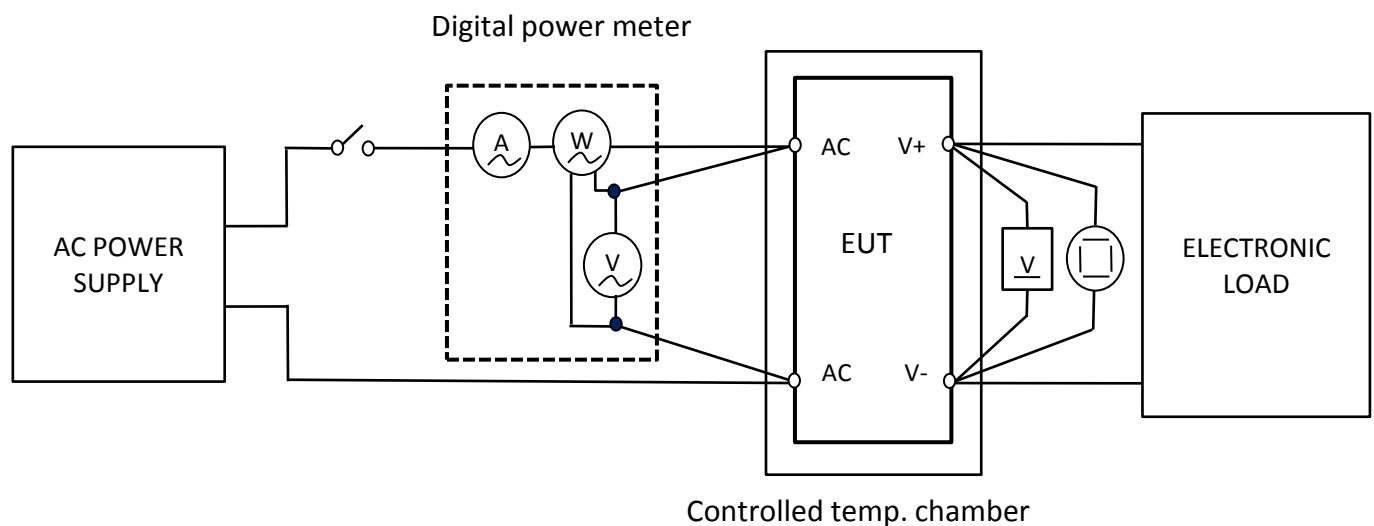 Digital power meter
A
W
AC
V+
AC POWER
SUPPLY
V
EUT
V
ELECTRONIC
LOAD
AC
V-
Controlled temp. chamber